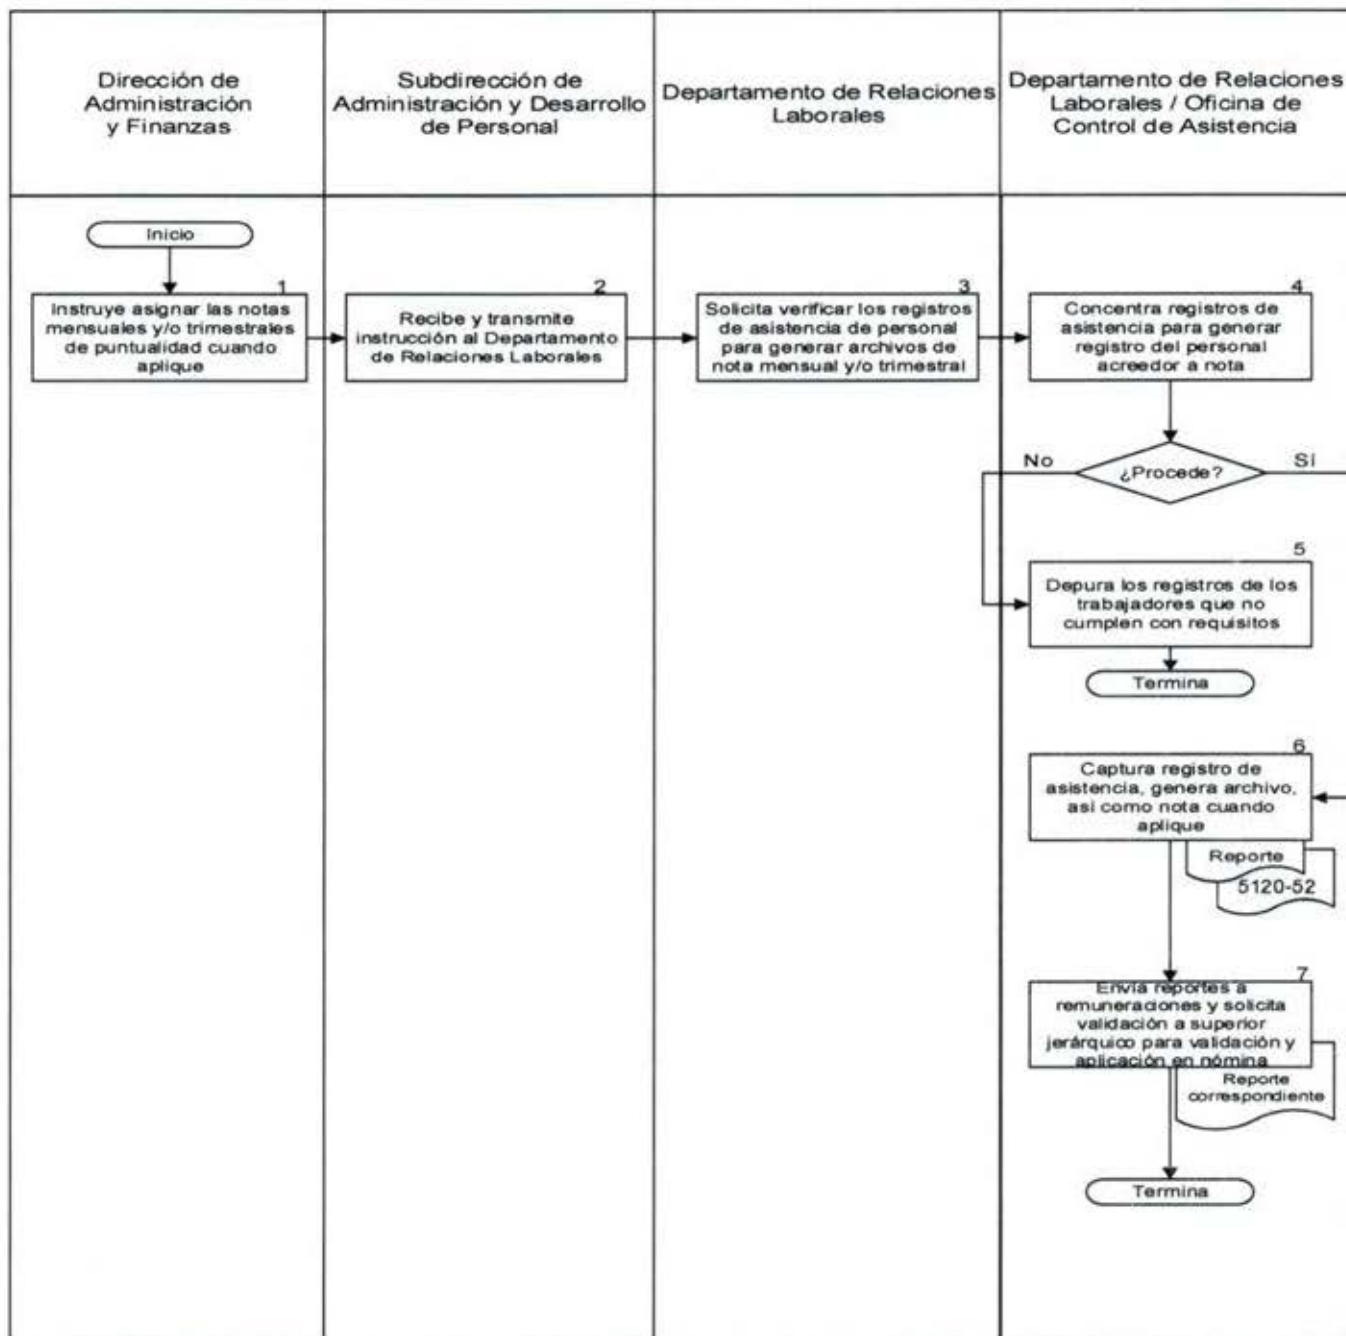 Dirección de
Administración
y Finanzas
Subdirección de
Administración y Desarrollo
de Personal
Departamento de Relaciones
Laborales
Departamento de Relaciones
Laborales / Oficina de
Control de Asistencia
Inicio
1
Instruye asignar las notas
mensuales y/o trimestrales
de puntualidad cuando
aplique
2
Recibe y transmite
instrucción al Departamento
de Relaciones Laborales
3
Solicita verificar los registros
de asistencia de personal
para generar archivos de
nota mensual y/o trimestral
4
Concentra registros de
asistencia para generar
registro del personal
acreedor a nota
No
¿Procede?
Sí
5
Depura los registros de los
trabajadores que no
cumplen con requisitos
Termina
6
Captura registro de
asistencia, genera archivo,
así como nota cuando
aplique
Reporte
5120-52
7
Envía reportes a
remuneraciones y solicita
validación a superior
jerárquico para validación y
aplicación en nómina
Reporte
correspondiente
Termina